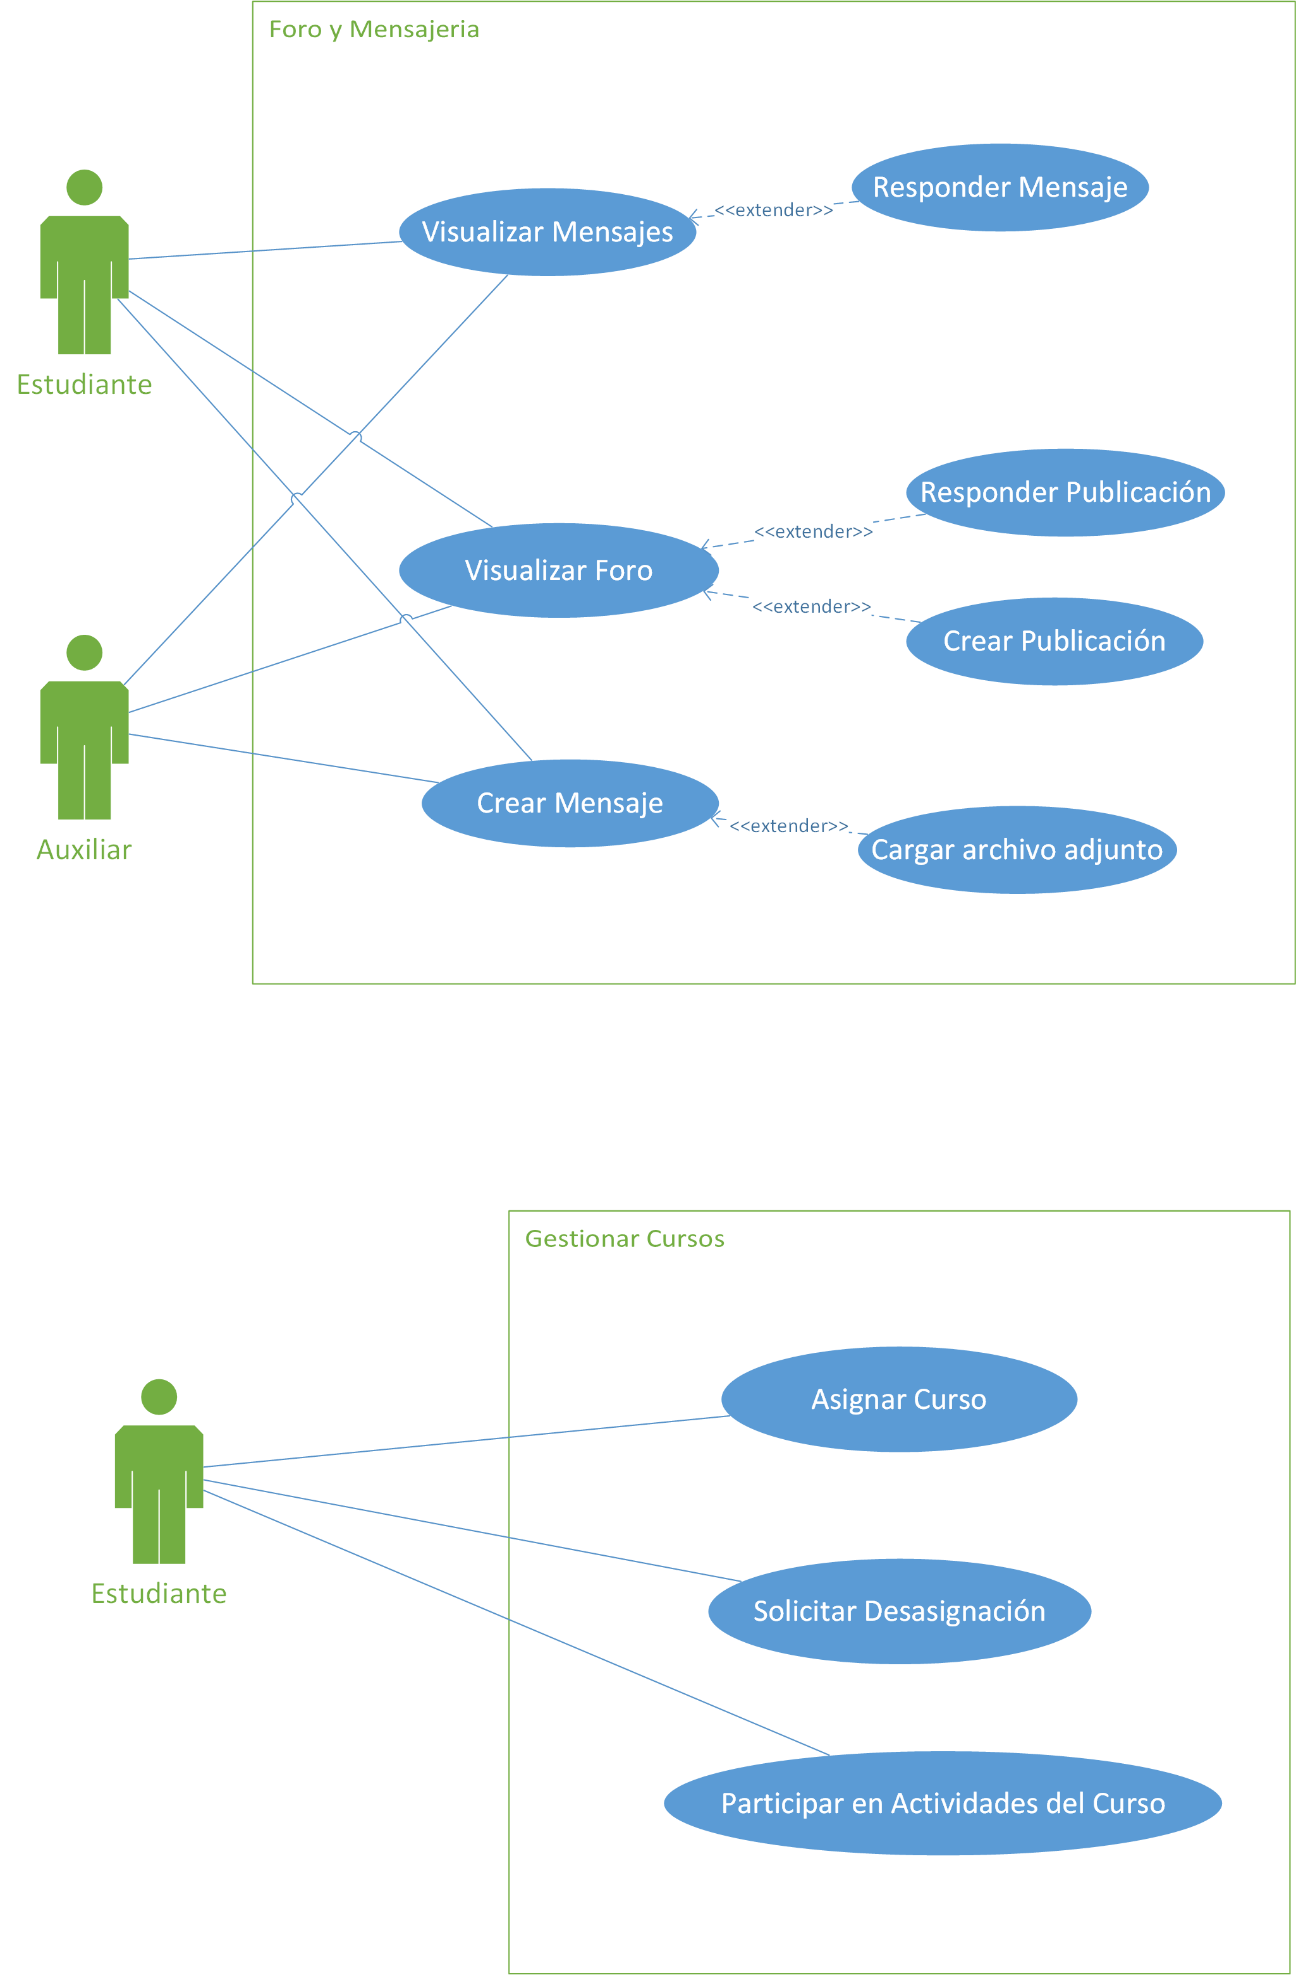 Foro y Mensajeria
Responder Mensaje
<<extender>>
Visualizar Mensajes
Estudiante
Responder Publicación
<<extender>>
Visualizar Foro
<<extender>>
Crear Publicación
Crear Mensaje
<<extender>>
Cargar archivo adjunto
Auxiliar
Gestionar Cursos
Asignar Curso
Estudiante
Solicitar Desasignación
Participar en Actividades del Curso